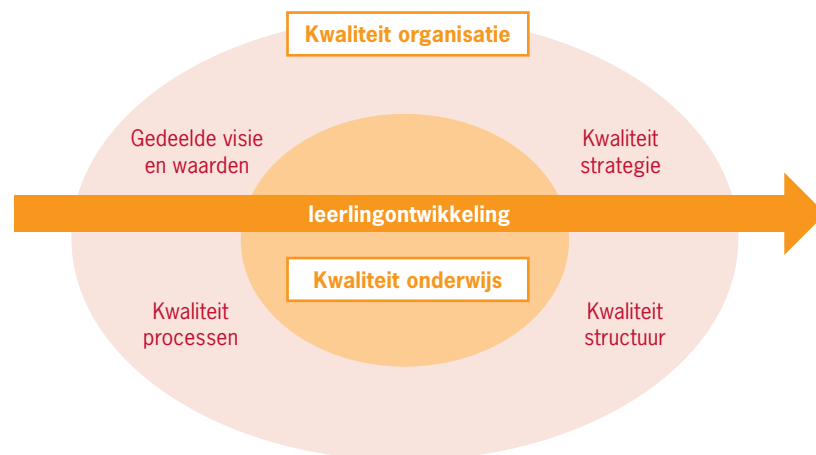 Kwaliteit organisatie
Gedeelde visie
en waarden
Kwaliteit
strategie
leerlingontwikkeling
Kwaliteit onderwijs
Kwaliteit
processen
Kwaliteit
structuur